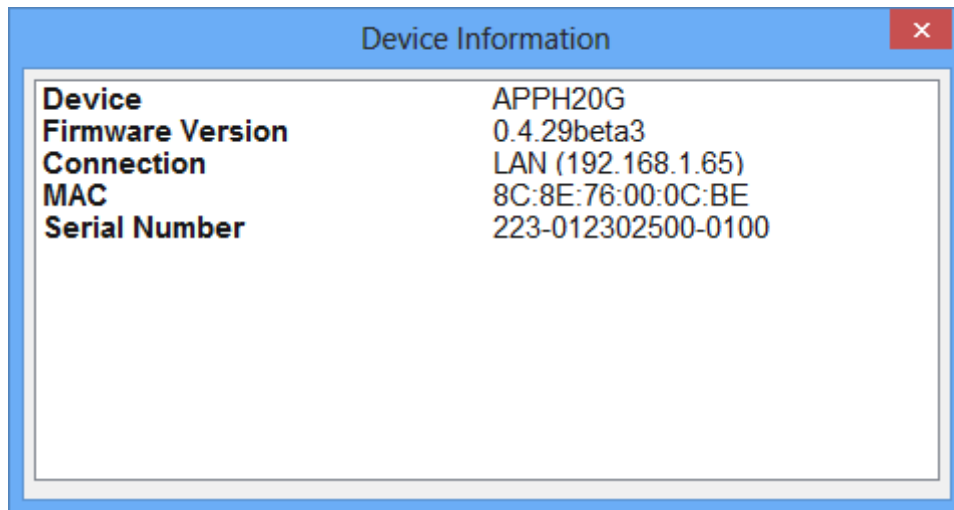 Device Information
Device APPH20G
Firmware Version 0.4.29beta3
Connection LAN (192.168.1.65)
MAC 8C:8E:76:00:0C:BE
Serial Number 223-012302500-0100